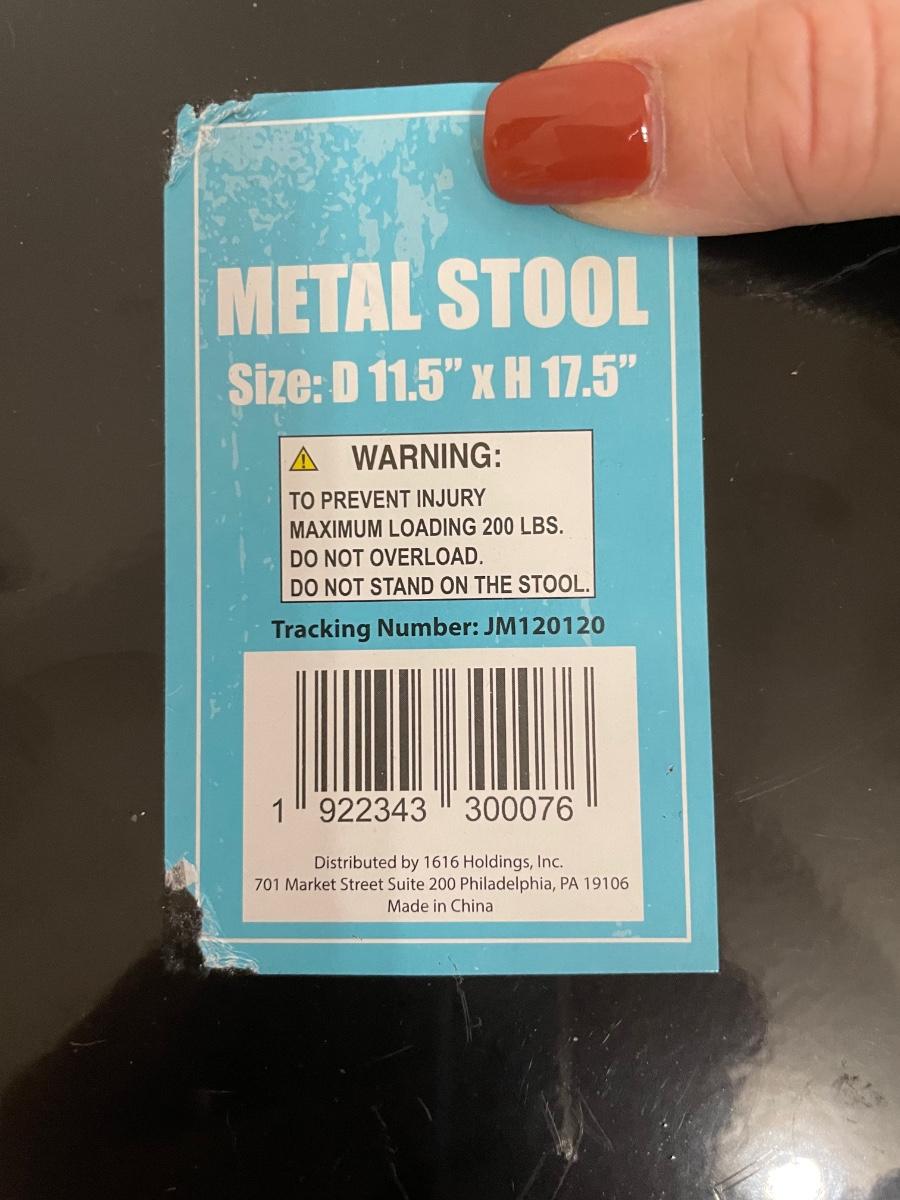 METAL STOOL
Size: D 11.5” x H 17.5”
WARNING:
TO PREVENT INJURY
MAXIMUM LOADING 200 LBS.
DO NOT OVERLOAD.
DO NOT STAND ON THE STOOL.
Tracking Number: JM120120
1 922343 300076
Distributed by 1616 Holdings, Inc.
701 Market Street Suite 200 Philadelphia, PA 19106
Made in China